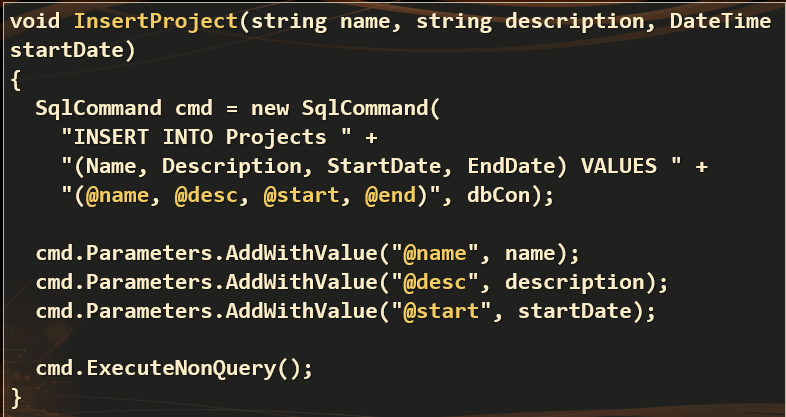 void InsertProject(string name, string description, DateTime
startDate)
{
  SqlCommand cmd = new SqlCommand(
    "INSERT INTO Projects " +
    "(Name, Description, StartDate, EndDate) VALUES " +
    "(@name, @desc, @start, @end)", dbCon);

  cmd.Parameters.AddWithValue("@name", name);
  cmd.Parameters.AddWithValue("@desc", description);
  cmd.Parameters.AddWithValue("@start", startDate);

  cmd.ExecuteNonQuery();
}